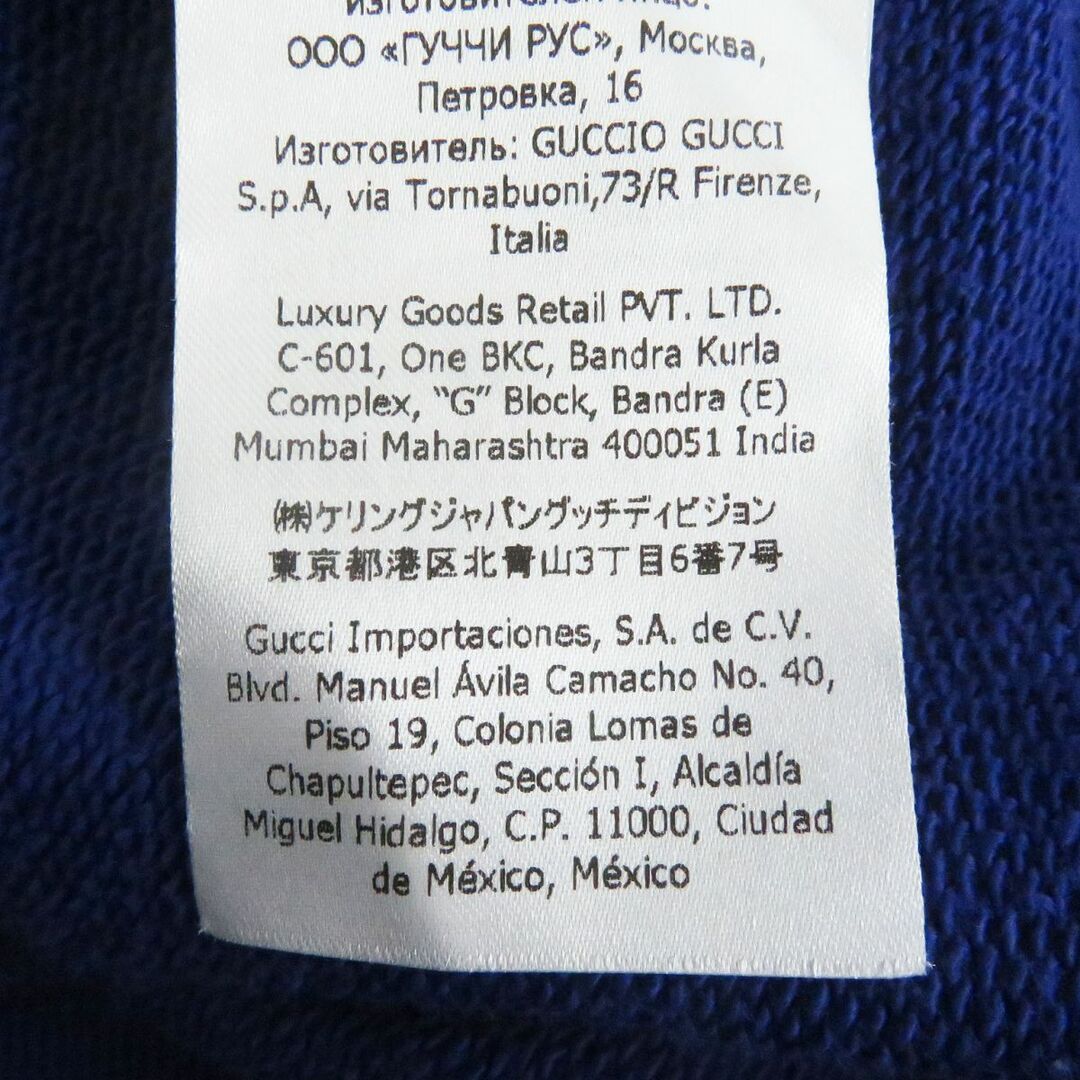 изготовителем лицо:
ООО «ГУЧЧИ РУС», Москва,
Петровка, 16
Изготовитель: GUCCIO GUCCI
S.p.A, via Tornabuoni,73/R Firenze,
Italia
Luxury Goods Retail PVT. LTD.
C-601, One BKC, Bandra Kurla
Complex, “G” Block, Bandra (E)
Mumbai Maharashtra 400051 India
(株)ケリングジャパングッチディビジョン
東京都港区北青山3丁目6番7号
Gucci Importaciones, S.A. de C.V.
Blvd. Manuel Ávila Camacho No. 40,
Piso 19, Colonia Lomas de
Chapultepec, Sección I, Alcaldía
Miguel Hidalgo, C.P. 11000, Ciudad
de México, México